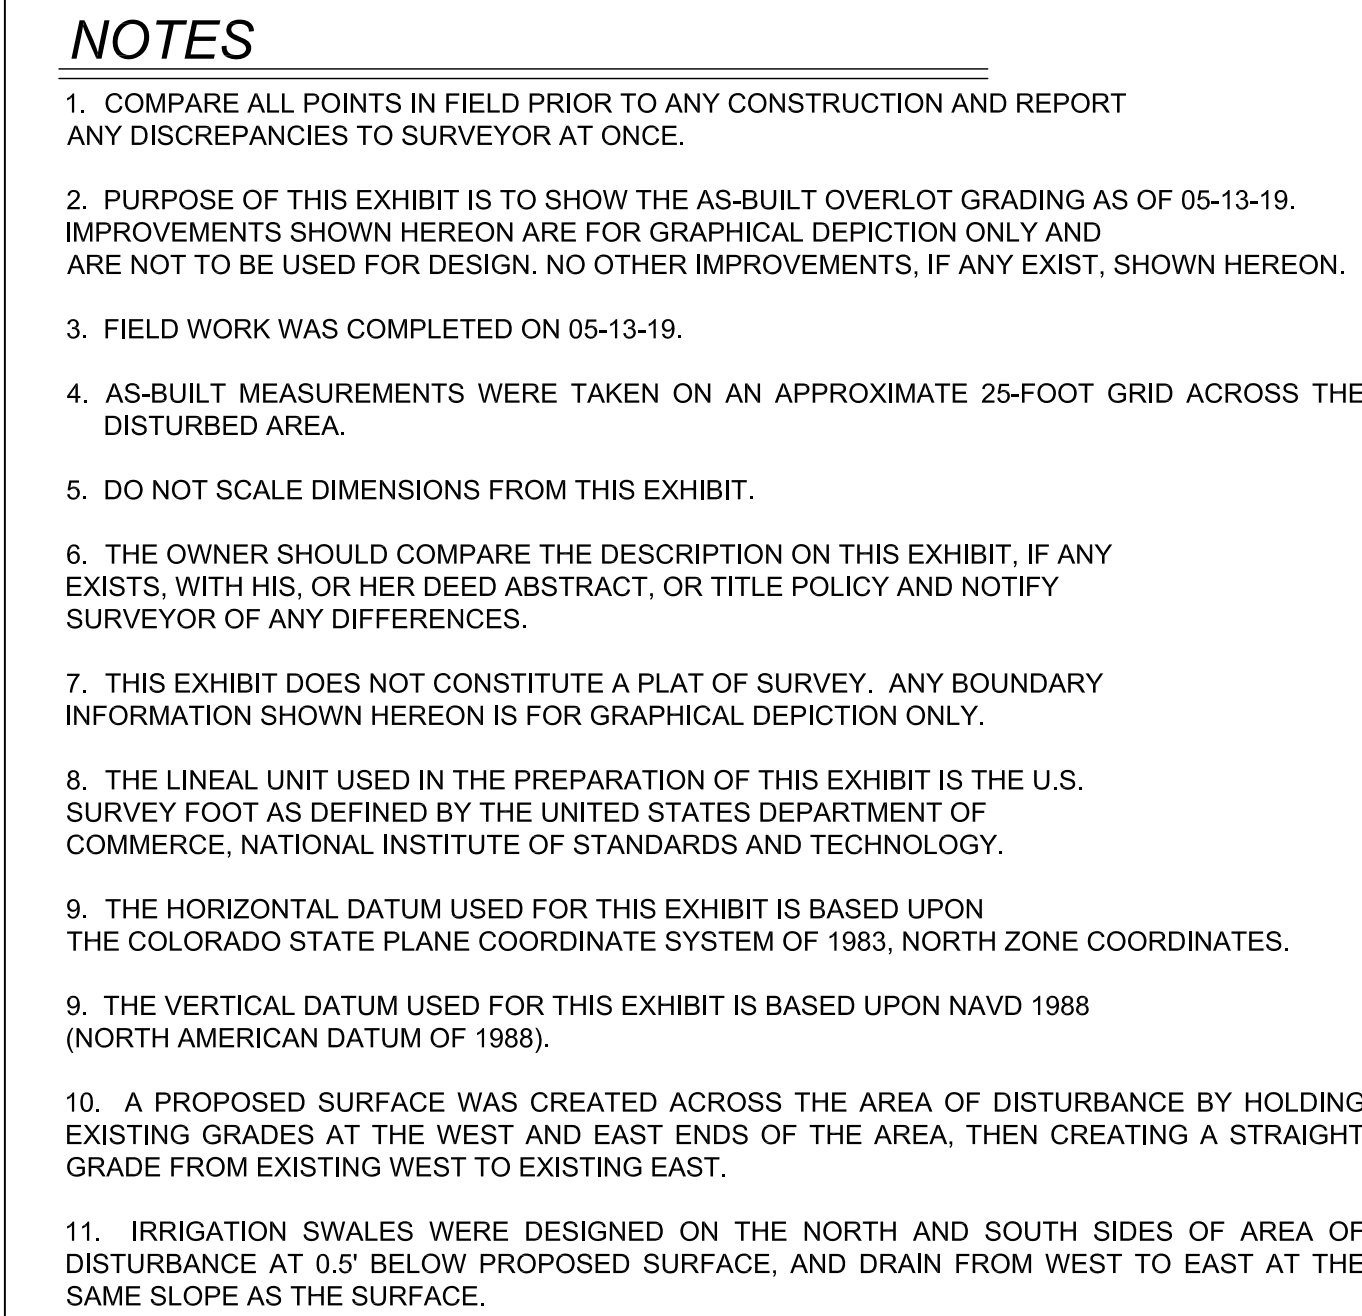 NOTES
1. COMPARE ALL POINTS IN FIELD PRIOR TO ANY CONSTRUCTION AND REPORT
ANY DISCREPANCIES TO SURVEYOR AT ONCE.
2. PURPOSE OF THIS EXHIBIT IS TO SHOW THE AS-BUILT OVERLOT GRADING AS OF 05-13-19.
IMPROVEMENTS SHOWN HEREON ARE FOR GRAPHICAL DEPICTION ONLY AND
ARE NOT TO BE USED FOR DESIGN. NO OTHER IMPROVEMENTS, IF ANY EXIST, SHOWN HEREON.
3. FIELD WORK WAS COMPLETED ON 05-13-19.
4. AS-BUILT MEASUREMENTS WERE TAKEN ON AN APPROXIMATE 25-FOOT GRID ACROSS THE
DISTURBED AREA.
5. DO NOT SCALE DIMENSIONS FROM THIS EXHIBIT.
6. THE OWNER SHOULD COMPARE THE DESCRIPTION ON THIS EXHIBIT, IF ANY
EXISTS, WITH HIS, OR HER DEED ABSTRACT, OR TITLE POLICY AND NOTIFY
SURVEYOR OF ANY DIFFERENCES.
7. THIS EXHIBIT DOES NOT CONSTITUTE A PLAT OF SURVEY. ANY BOUNDARY
INFORMATION SHOWN HEREON IS FOR GRAPHICAL DEPICTION ONLY.
8. THE LINEAL UNIT USED IN THE PREPARATION OF THIS EXHIBIT IS THE U.S.
SURVEY FOOT AS DEFINED BY THE UNITED STATES DEPARTMENT OF
COMMERCE, NATIONAL INSTITUTE OF STANDARDS AND TECHNOLOGY.
9. THE HORIZONTAL DATUM USED FOR THIS EXHIBIT IS BASED UPON
THE COLORADO STATE PLANE COORDINATE SYSTEM OF 1983, NORTH ZONE COORDINATES.
9. THE VERTICAL DATUM USED FOR THIS EXHIBIT IS BASED UPON NAVD 1988
(NORTH AMERICAN DATUM OF 1988).
10. A PROPOSED SURFACE WAS CREATED ACROSS THE AREA OF DISTURBANCE BY HOLDING
EXISTING GRADES AT THE WEST AND EAST ENDS OF THE AREA, THEN CREATING A STRAIGHT
GRADE FROM EXISTING WEST TO EXISTING EAST.
11. IRRIGATION SWALES WERE DESIGNED ON THE NORTH AND SOUTH SIDES OF AREA OF
DISTURBANCE AT 0.5' BELOW PROPOSED SURFACE, AND DRAIN FROM WEST TO EAST AT THE
SAME SLOPE AS THE SURFACE.